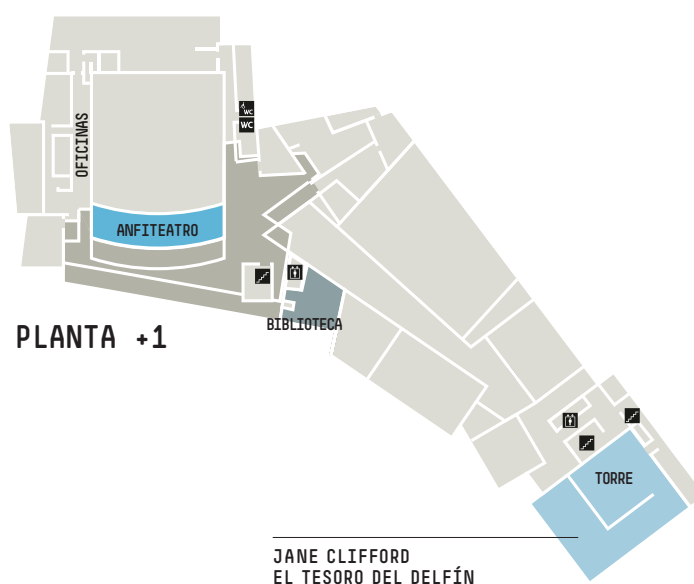 WC
WC
OFICINAS
ANFITEATRO
BIBLIOTECA
PLANTA +1
TORRE
JANE CLIFFORD
EL TESORO DEL DELFÍN